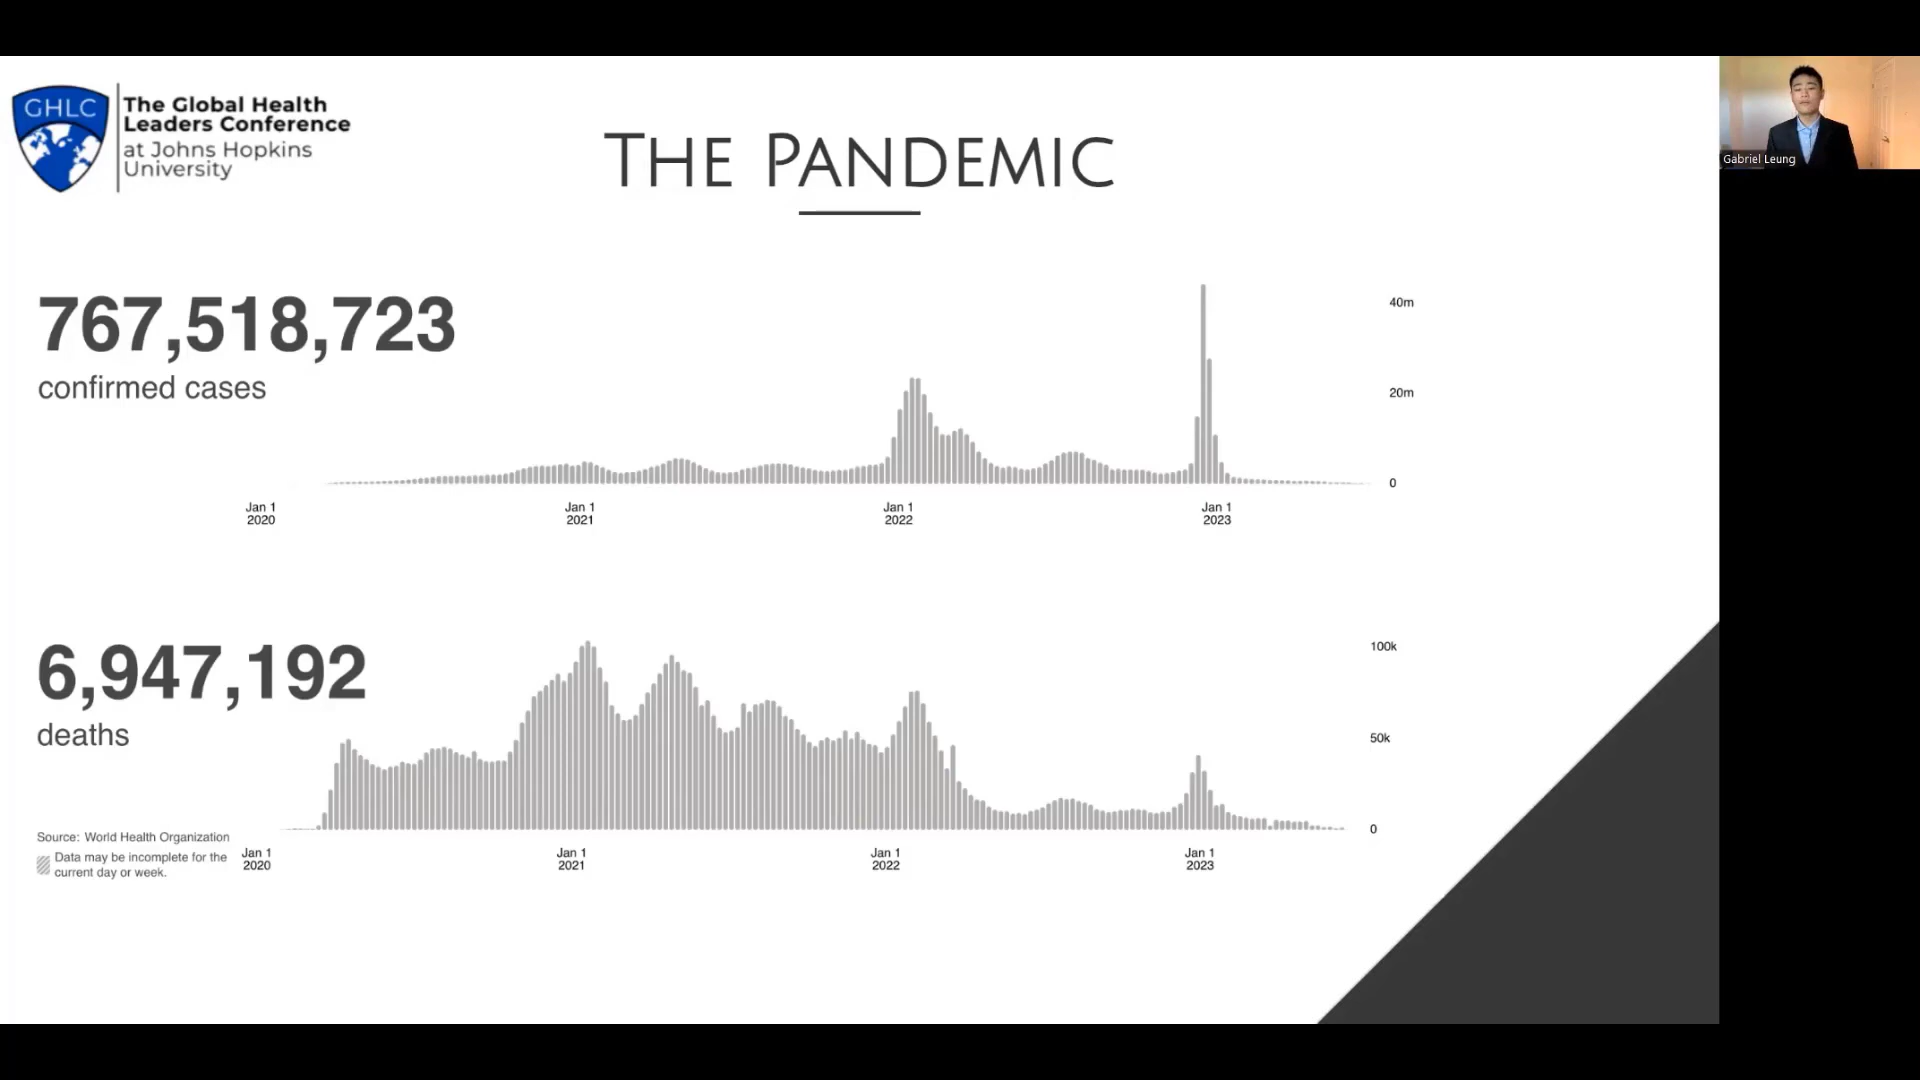 GHLC
The Global Health
Leaders Conference
at Johns Hopkins
University
THE PANDEMIC
Gabriel Leung
767,518,723
confirmed cases
40m
20m
0
Jan 1
2020
Jan 1
2021
Jan 1
2022
Jan 1
2023
6,947,192
deaths
100k
50k
0
Source: World Health Organization
Data may be incomplete for the
current day or week.
Jan 1
2020
Jan 1
2021
Jan 1
2022
Jan 1
2023